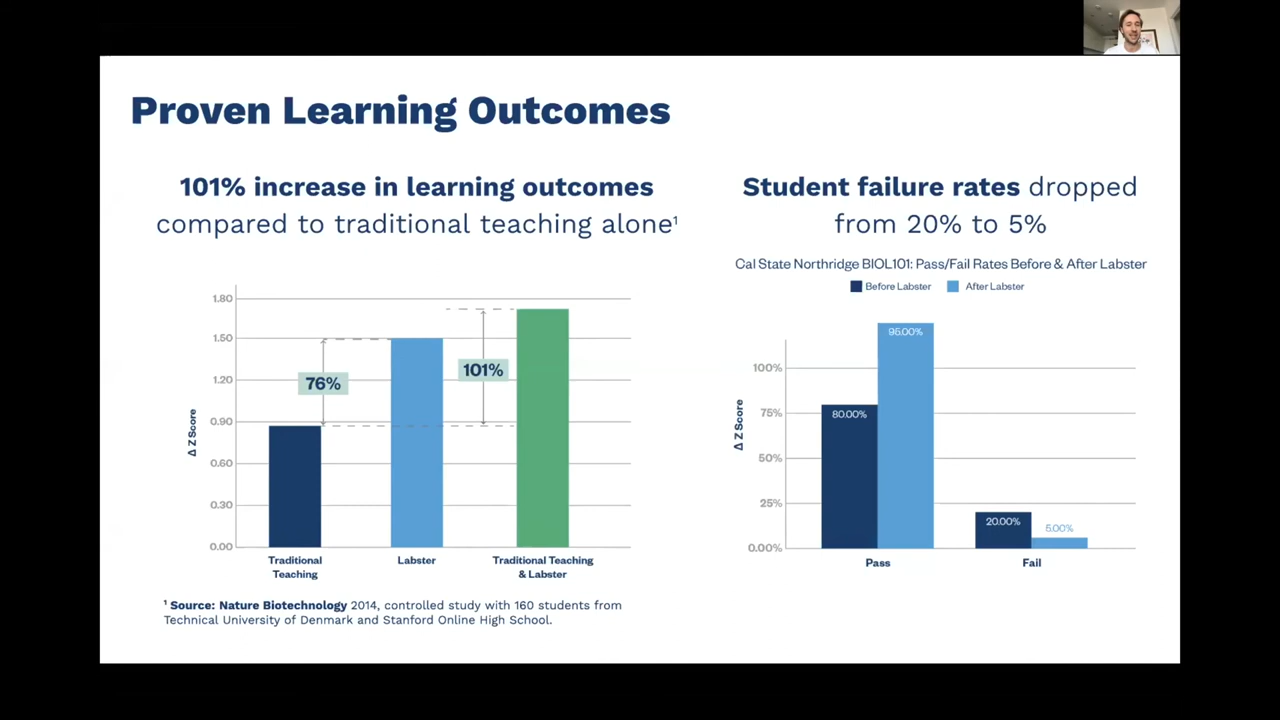 Proven Learning Outcomes
101% increase in learning outcomes
compared to traditional teaching alone¹
1.80
1.50
1.20
0.90
0.60
0.30
0.00
Δ Z Score
76%
101%
Traditional
Teaching
Labster
Traditional Teaching
& Labster
¹ Source: Nature Biotechnology 2014, controlled study with 160 students from
Technical University of Denmark and Stanford Online High School.
Student failure rates dropped
from 20% to 5%
Cal State Northridge BIOL101: Pass/Fail Rates Before & After Labster
Before Labster After Labster
100%
75%
50%
25%
0.00%
Δ Z Score
80.00%
95.00%
20.00%
5.00%
Pass
Fail